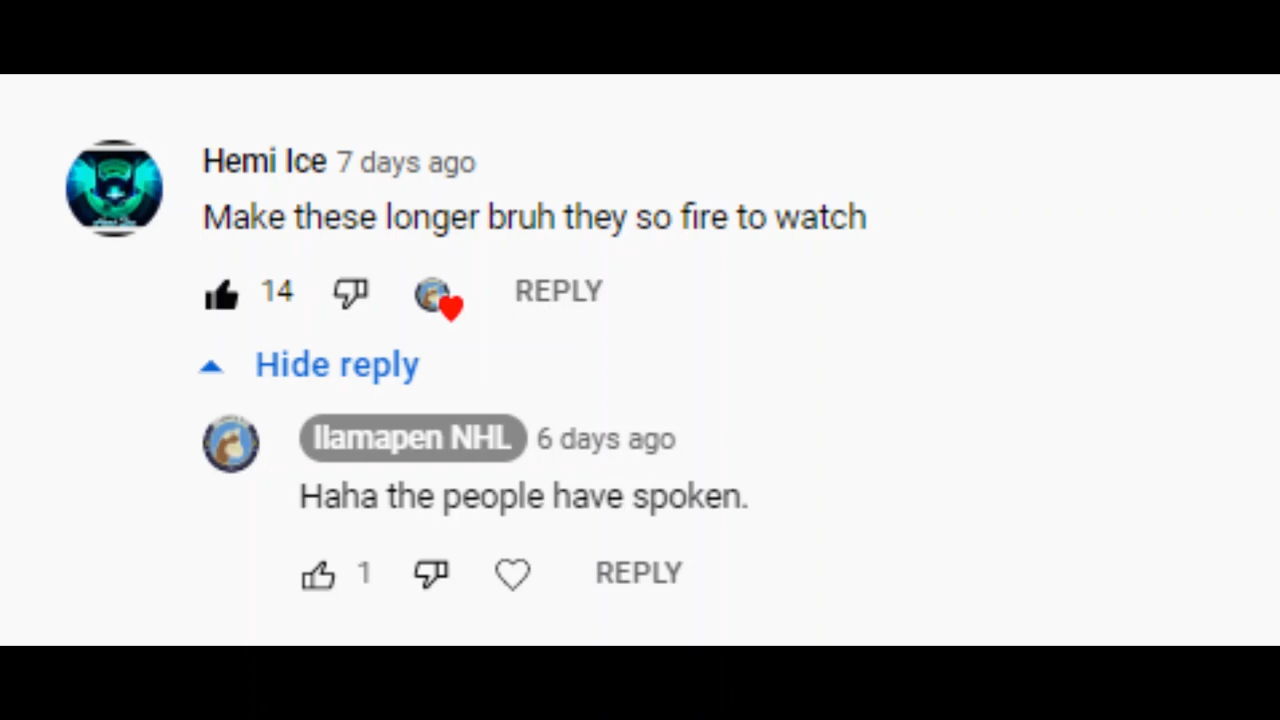 Hemi Ice 7 days ago
Make these longer bruh they so fire to watch
14 REPLY
Hide reply
llamapen NHL 6 days ago
Haha the people have spoken.
1 REPLY